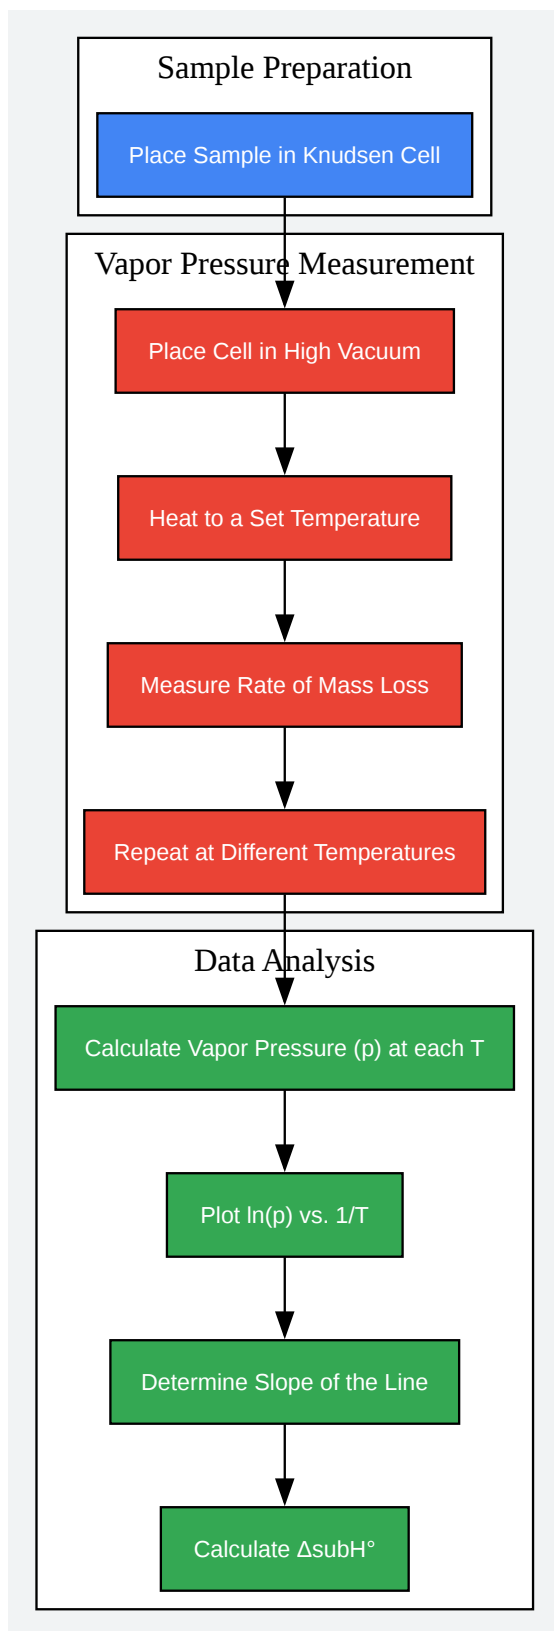 Sample Preparation
Place Sample in Knudsen Cell
Vapor Pressure Measurement
Place Cell in High Vacuum
Heat to a Set Temperature
Measure Rate of Mass Loss
Repeat at Different Temperatures
Data Analysis
Calculate Vapor Pressure (p) at each T
Plot ln(p) vs. 1/T
Determine Slope of the Line
Calculate ΔsubH°